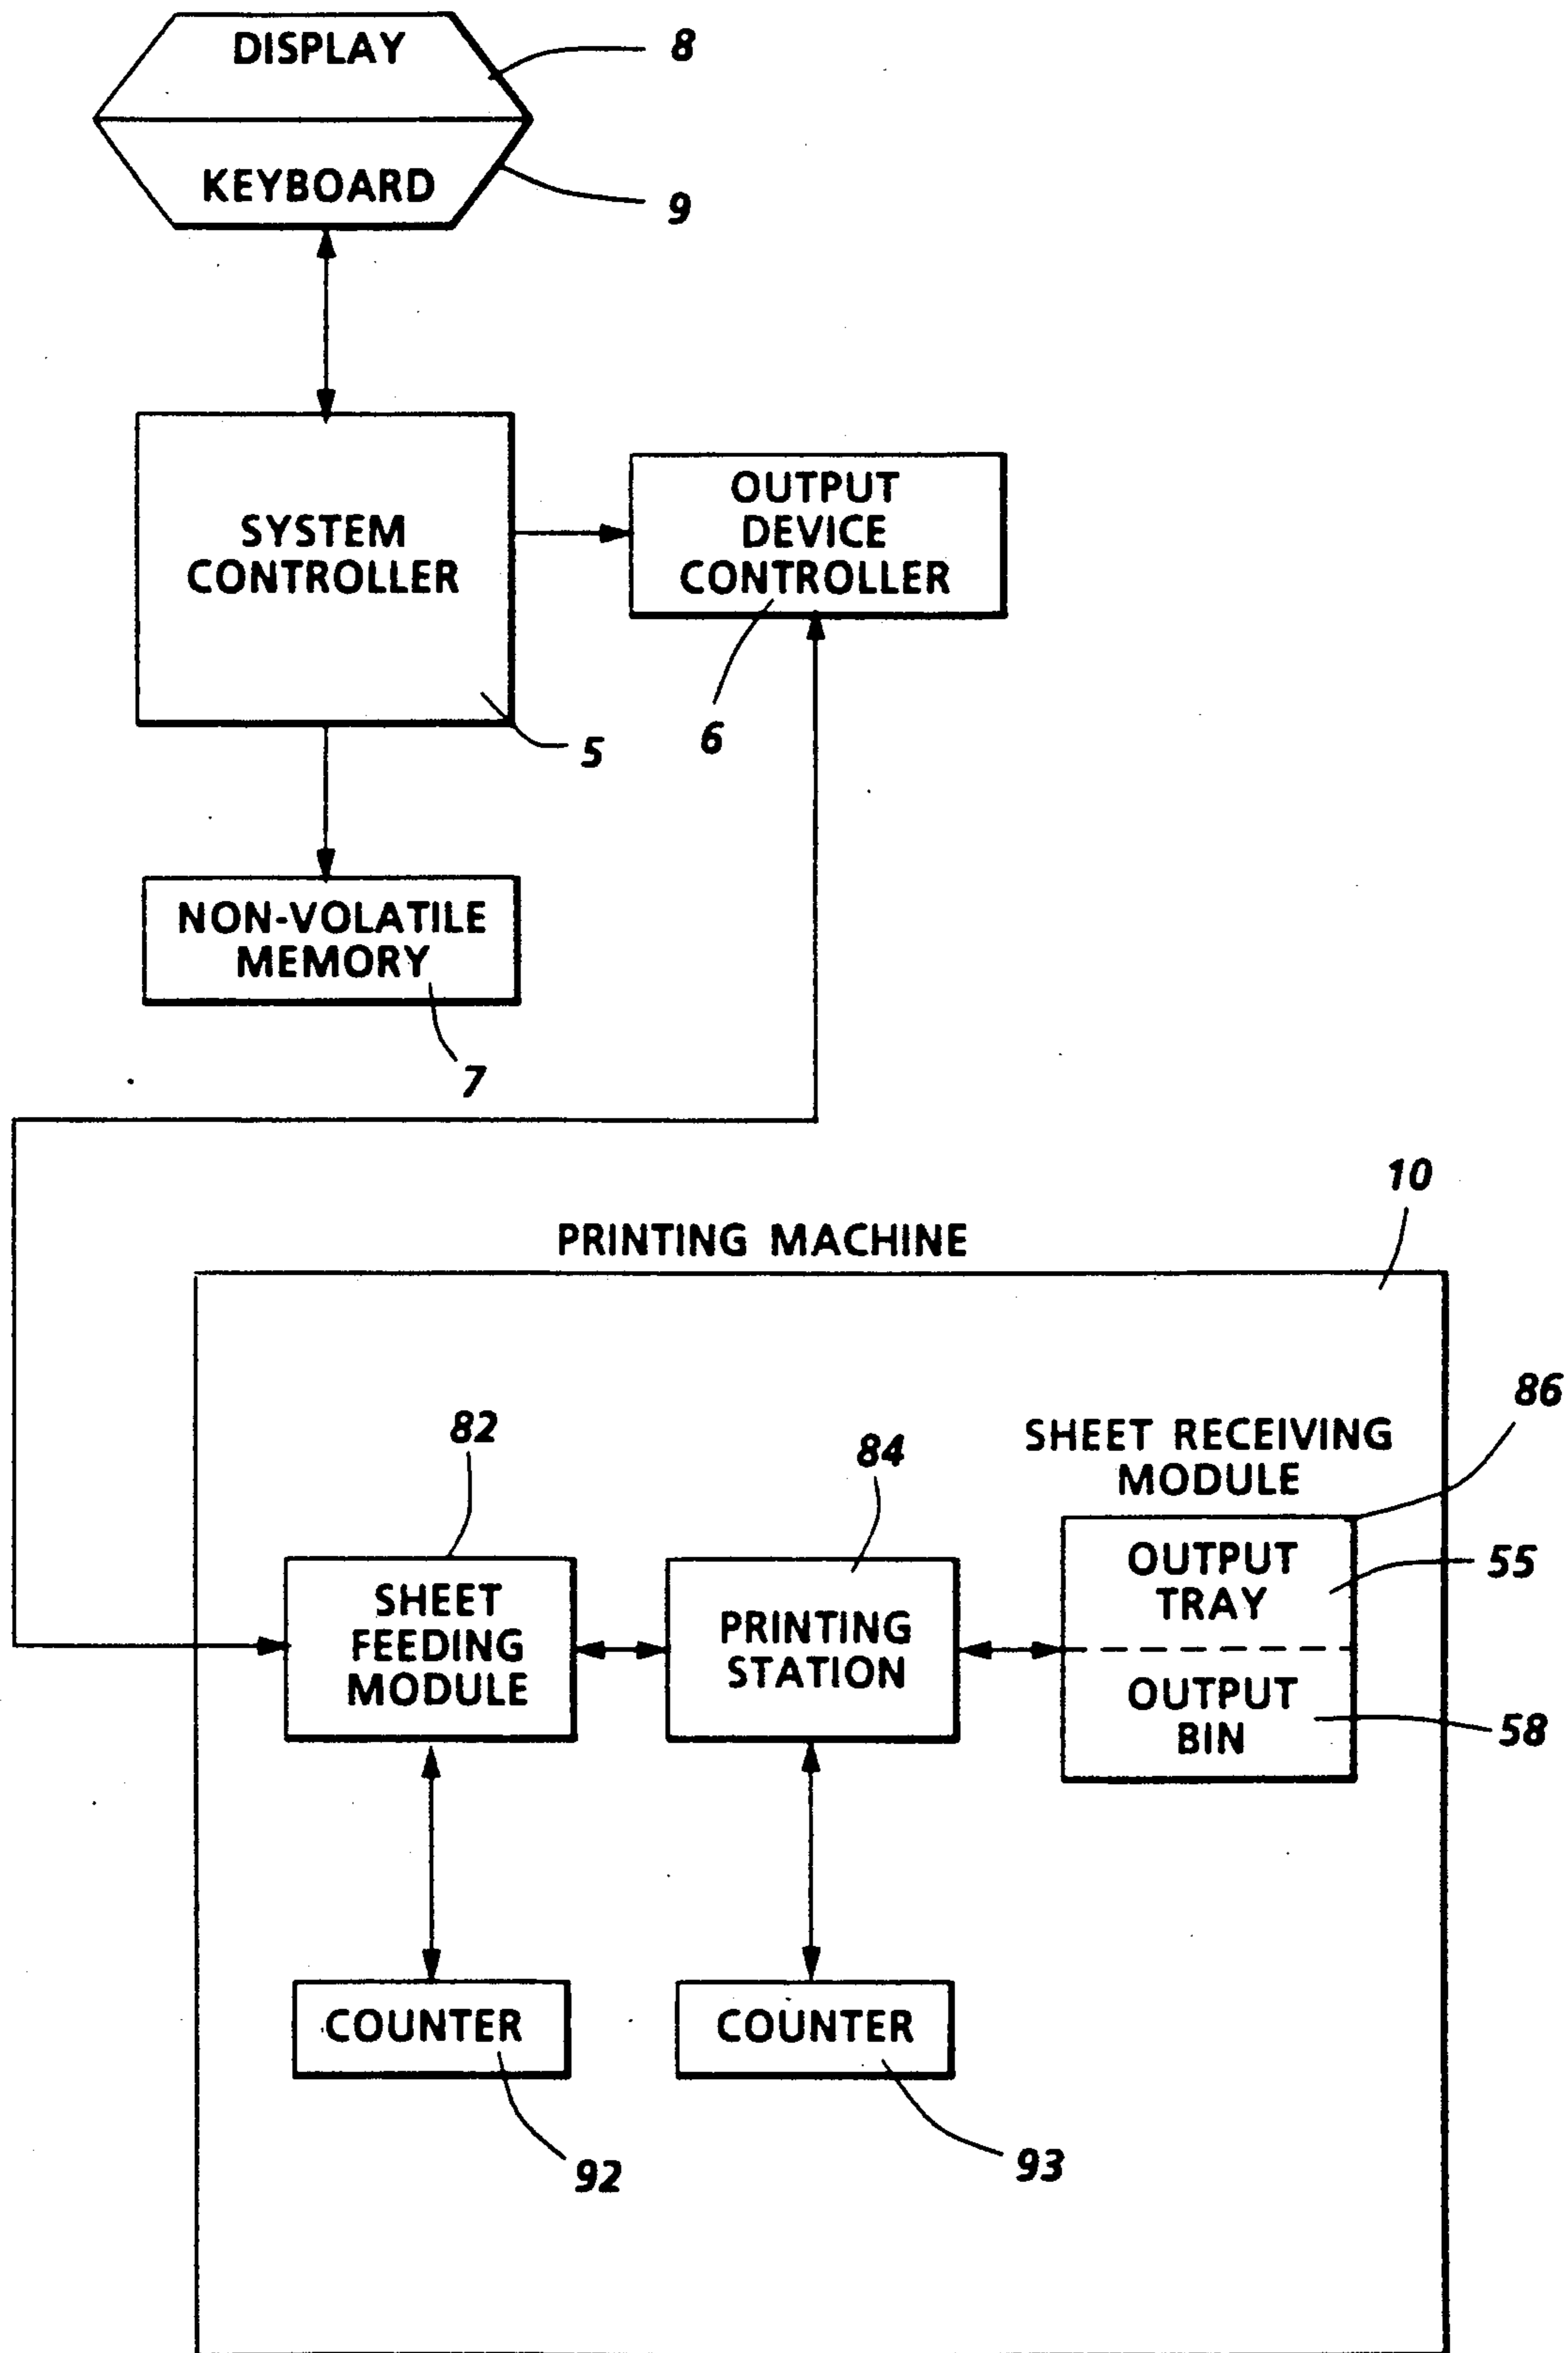 DISPLAY
8
KEYBOARD
9
SYSTEM
CONTROLLER
5
OUTPUT
DEVICE
CONTROLLER
6
NON-VOLATILE
MEMORY
7
10
PRINTING MACHINE
82
84
SHEET RECEIVING
MODULE
86
SHEET
FEEDING
MODULE
PRINTING
STATION
OUTPUT
TRAY
55
OUTPUT
BIN
58
COUNTER
92
COUNTER
93